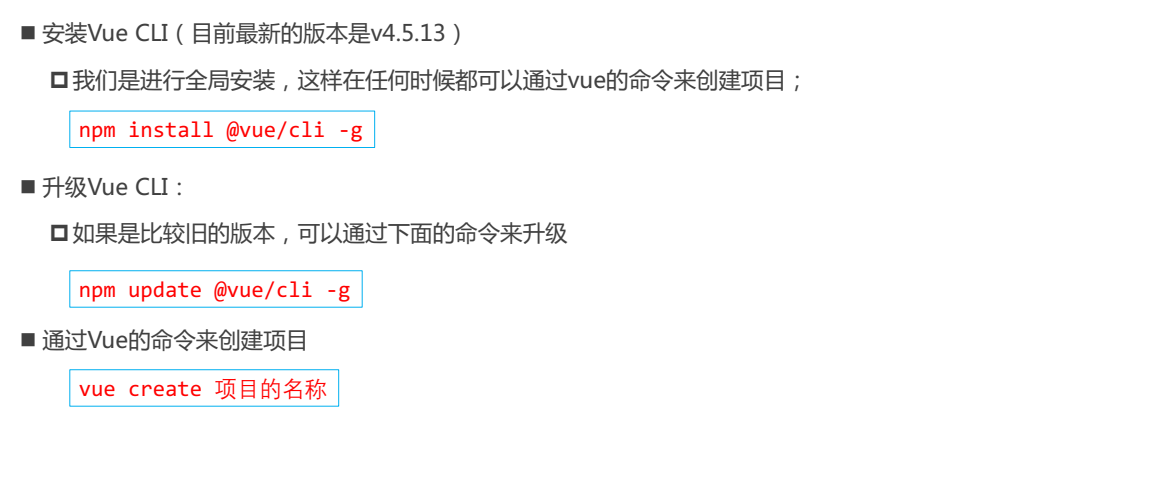 ■ 安装Vue CLI（目前最新的版本是v4.5.13）
我们是进行全局安装，这样在任何时候都可以通过vue的命令来创建项目；
npm install @vue/cli -g
■ 升级Vue CLI：
如果是比较旧的版本，可以通过下面的命令来升级
npm update @vue/cli -g
■ 通过Vue的命令来创建项目
vue create 项目的名称